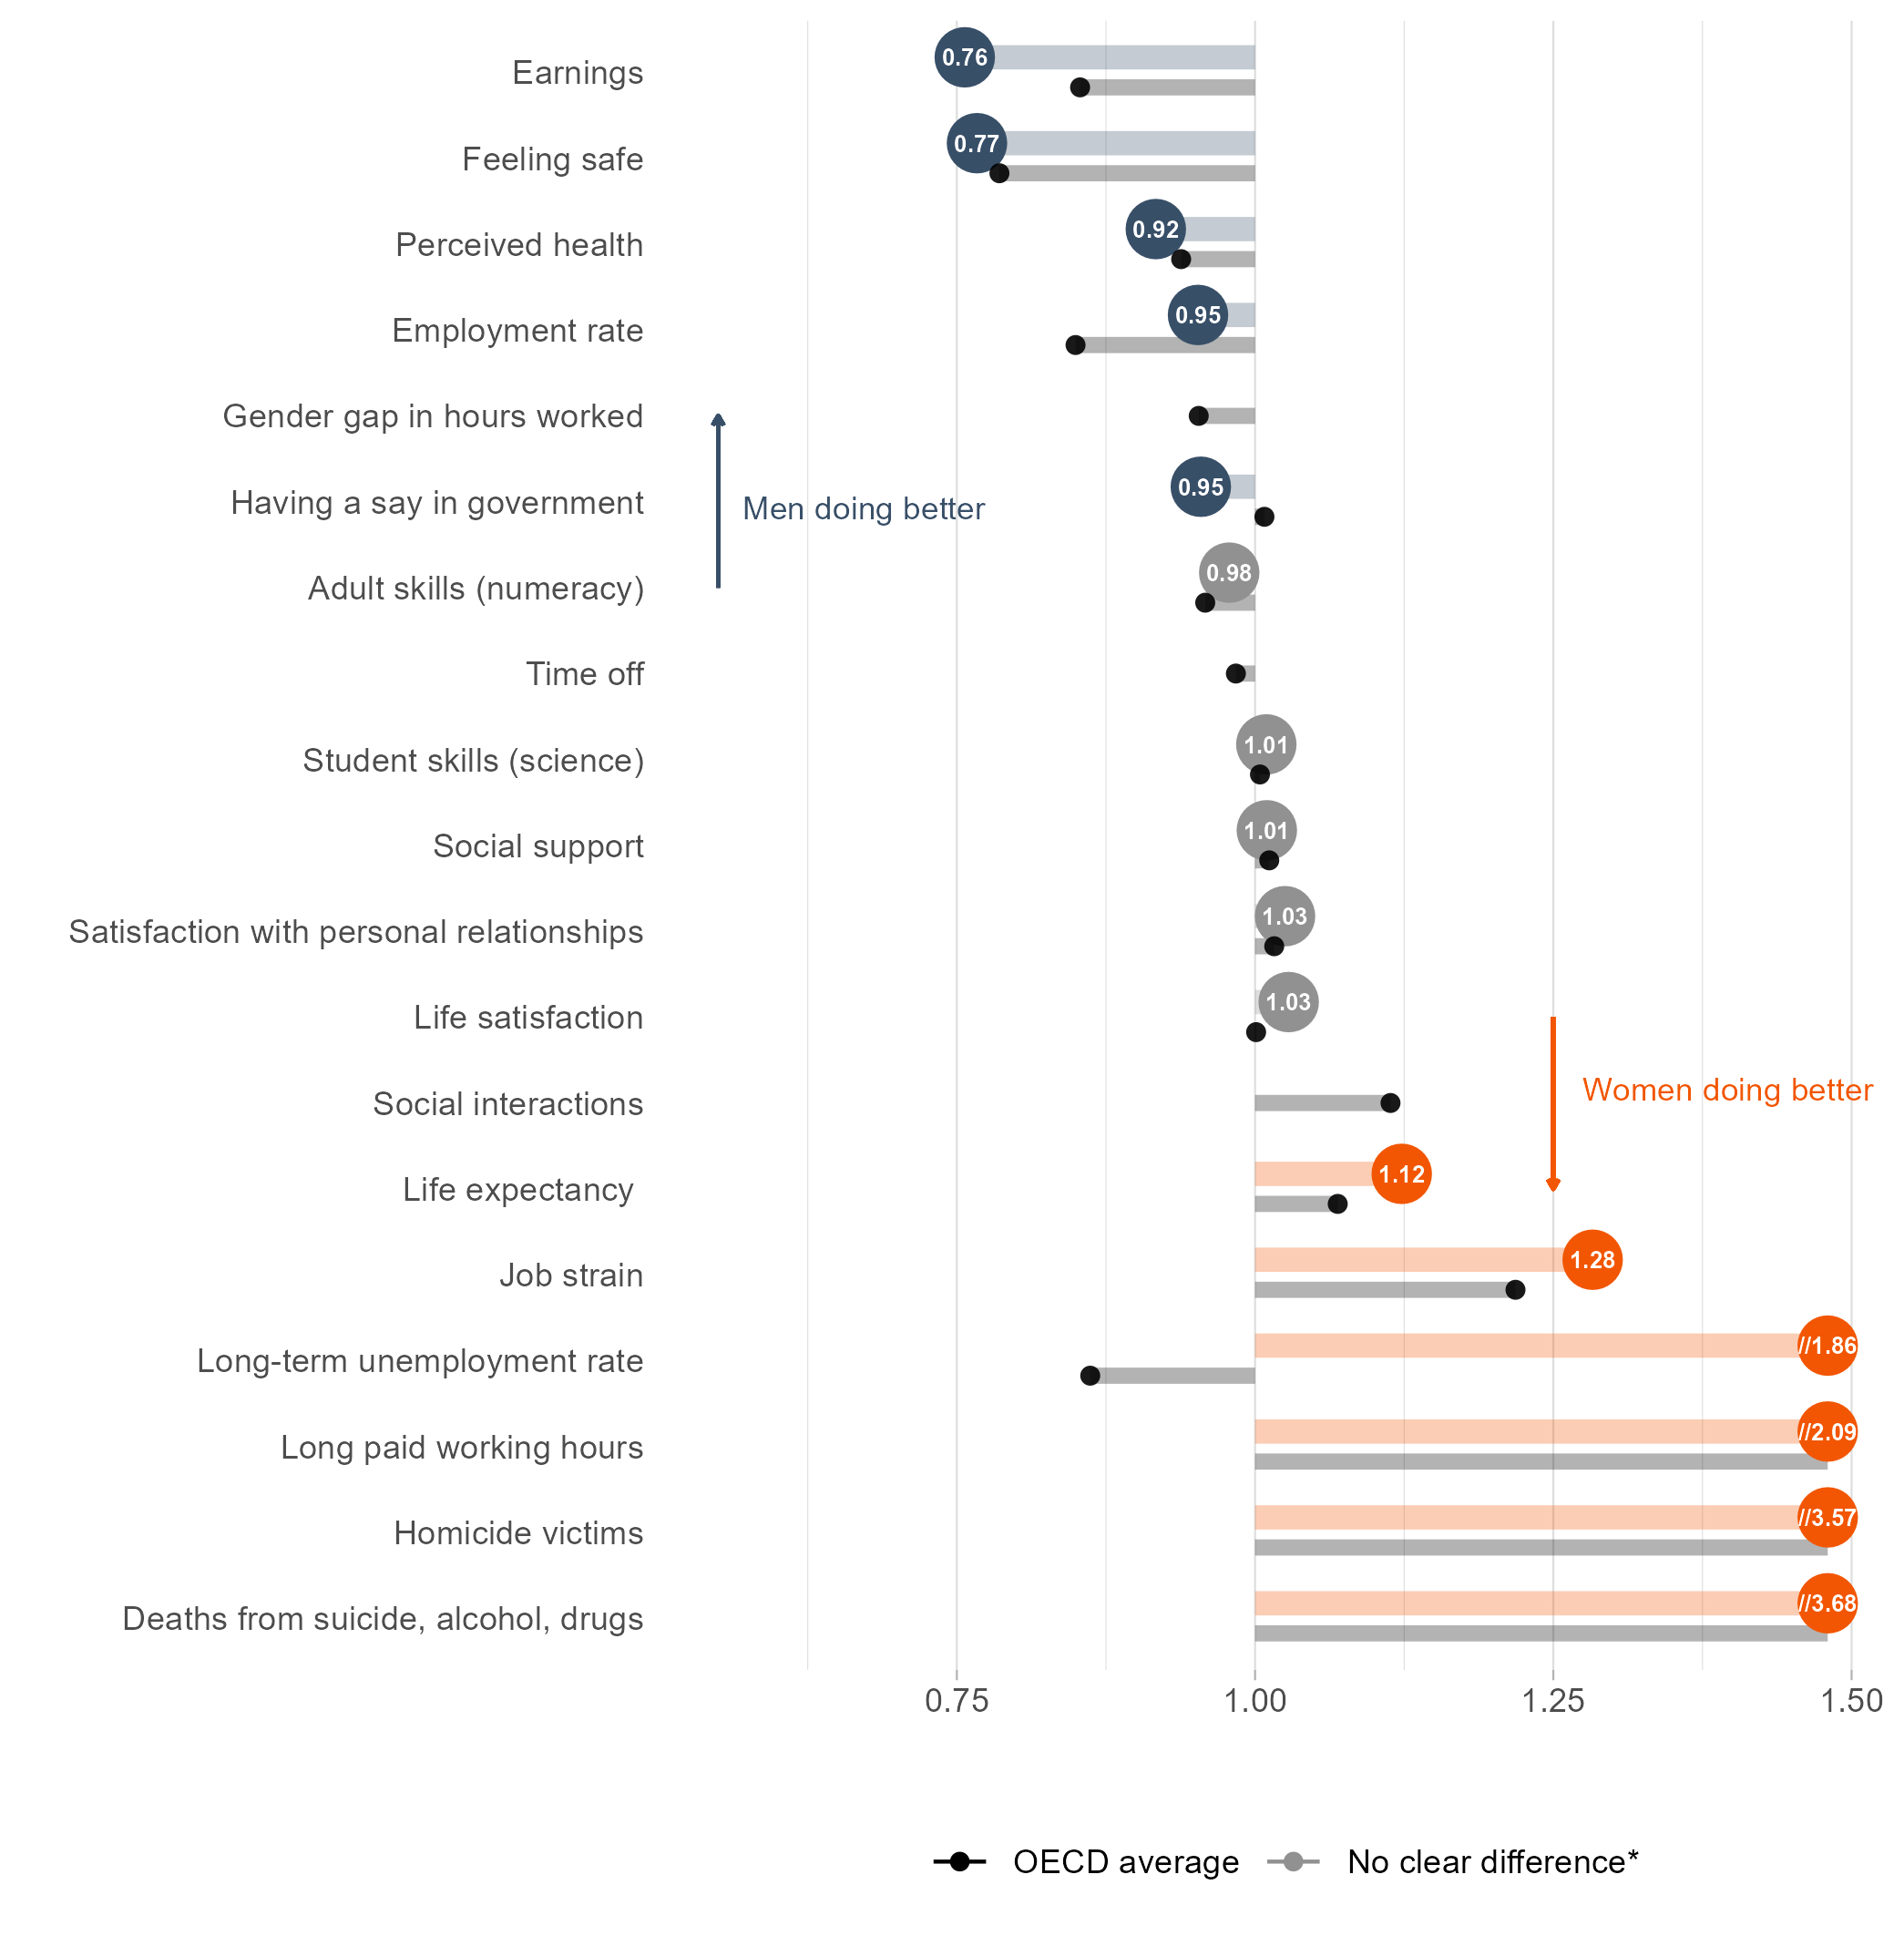 Earnings
0.76
Feeling safe
0.77
Perceived health
0.92
Employment rate
0.95
Gender gap in hours worked
Having a say in government
0.95
Men doing better
Adult skills (numeracy)
0.98
Time off
Student skills (science)
1.01
Social support
1.01
Satisfaction with personal relationships
1.03
Life satisfaction
1.03
Social interactions
Women doing better
Life expectancy
1.12
Job strain
1.28
Long-term unemployment rate
//1.86
Long paid working hours
//2.09
Homicide victims
//3.57
Deaths from suicide, alcohol, drugs
//3.68
0.75 1.00 1.25 1.50
OECD average No clear difference*